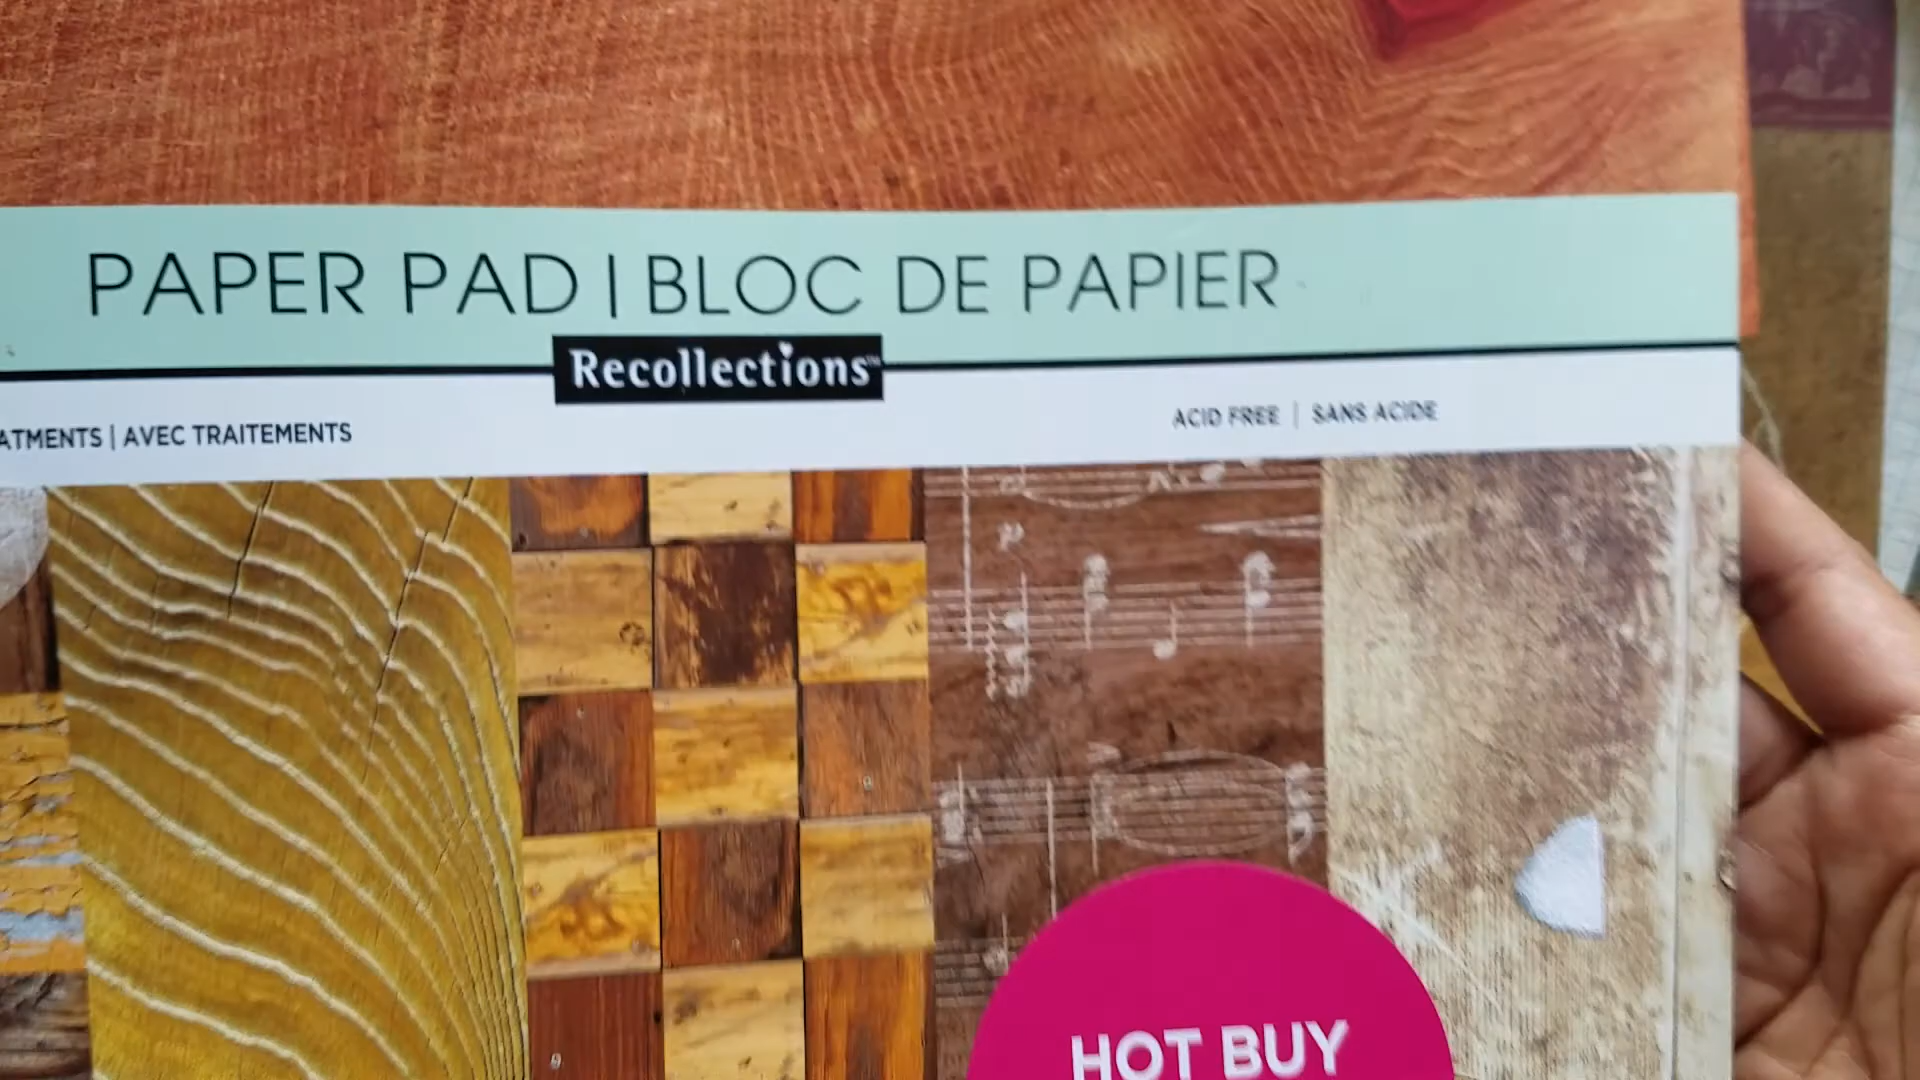 PAPER PAD | BLOC DE PAPIER
Recollections™
ATMENTS | AVEC TRAITEMENTS
ACID FREE | SANS ACIDE
HOT BUY